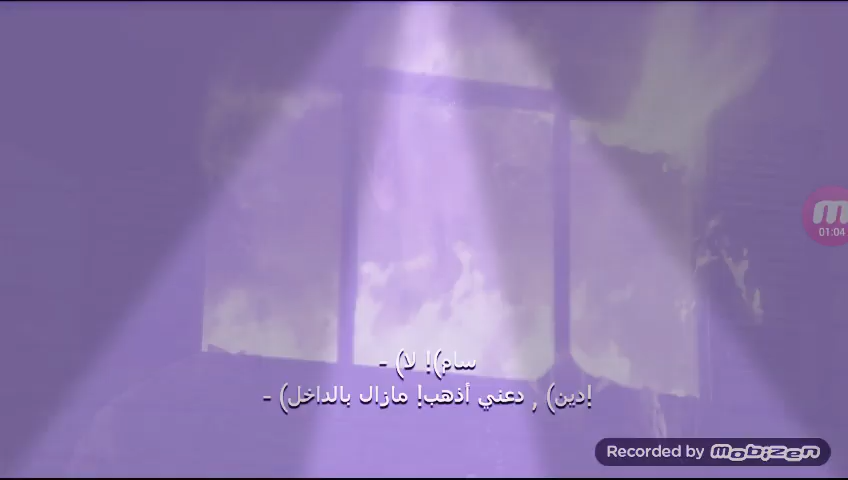 سام)! لا) -
!دين) , دعني أذهب! مازال بالداخل) -
01:04
Recorded by mobizen